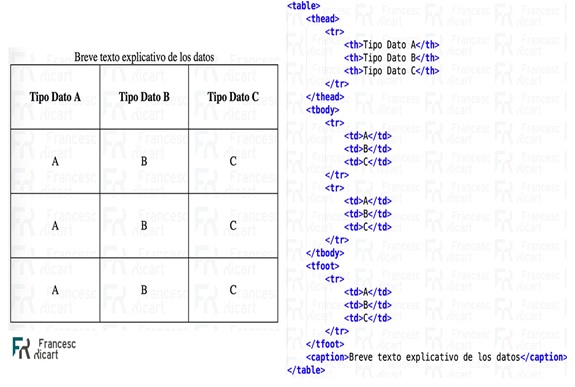 Breve texto explicativo de los datos
Tipo Dato A Tipo Dato B Tipo Dato C
A B C
A B C
A B C
Francesc
Ricart
<table>
<thead>
<tr>
<th>Tipo Dato A</th>
<th>Tipo Dato B</th>
<th>Tipo Dato C</th>
</tr>
</thead>
<tbody>
<tr>
<td>A</td>
<td>B</td>
<td>C</td>
</tr>
<tr>
<td>A</td>
<td>B</td>
<td>C</td>
</tr>
</tbody>
<tfoot>
<tr>
<td>A</td>
<td>B</td>
<td>C</td>
</tr>
</tfoot>
<caption>Breve texto explicativo de los datos</caption>
</table>